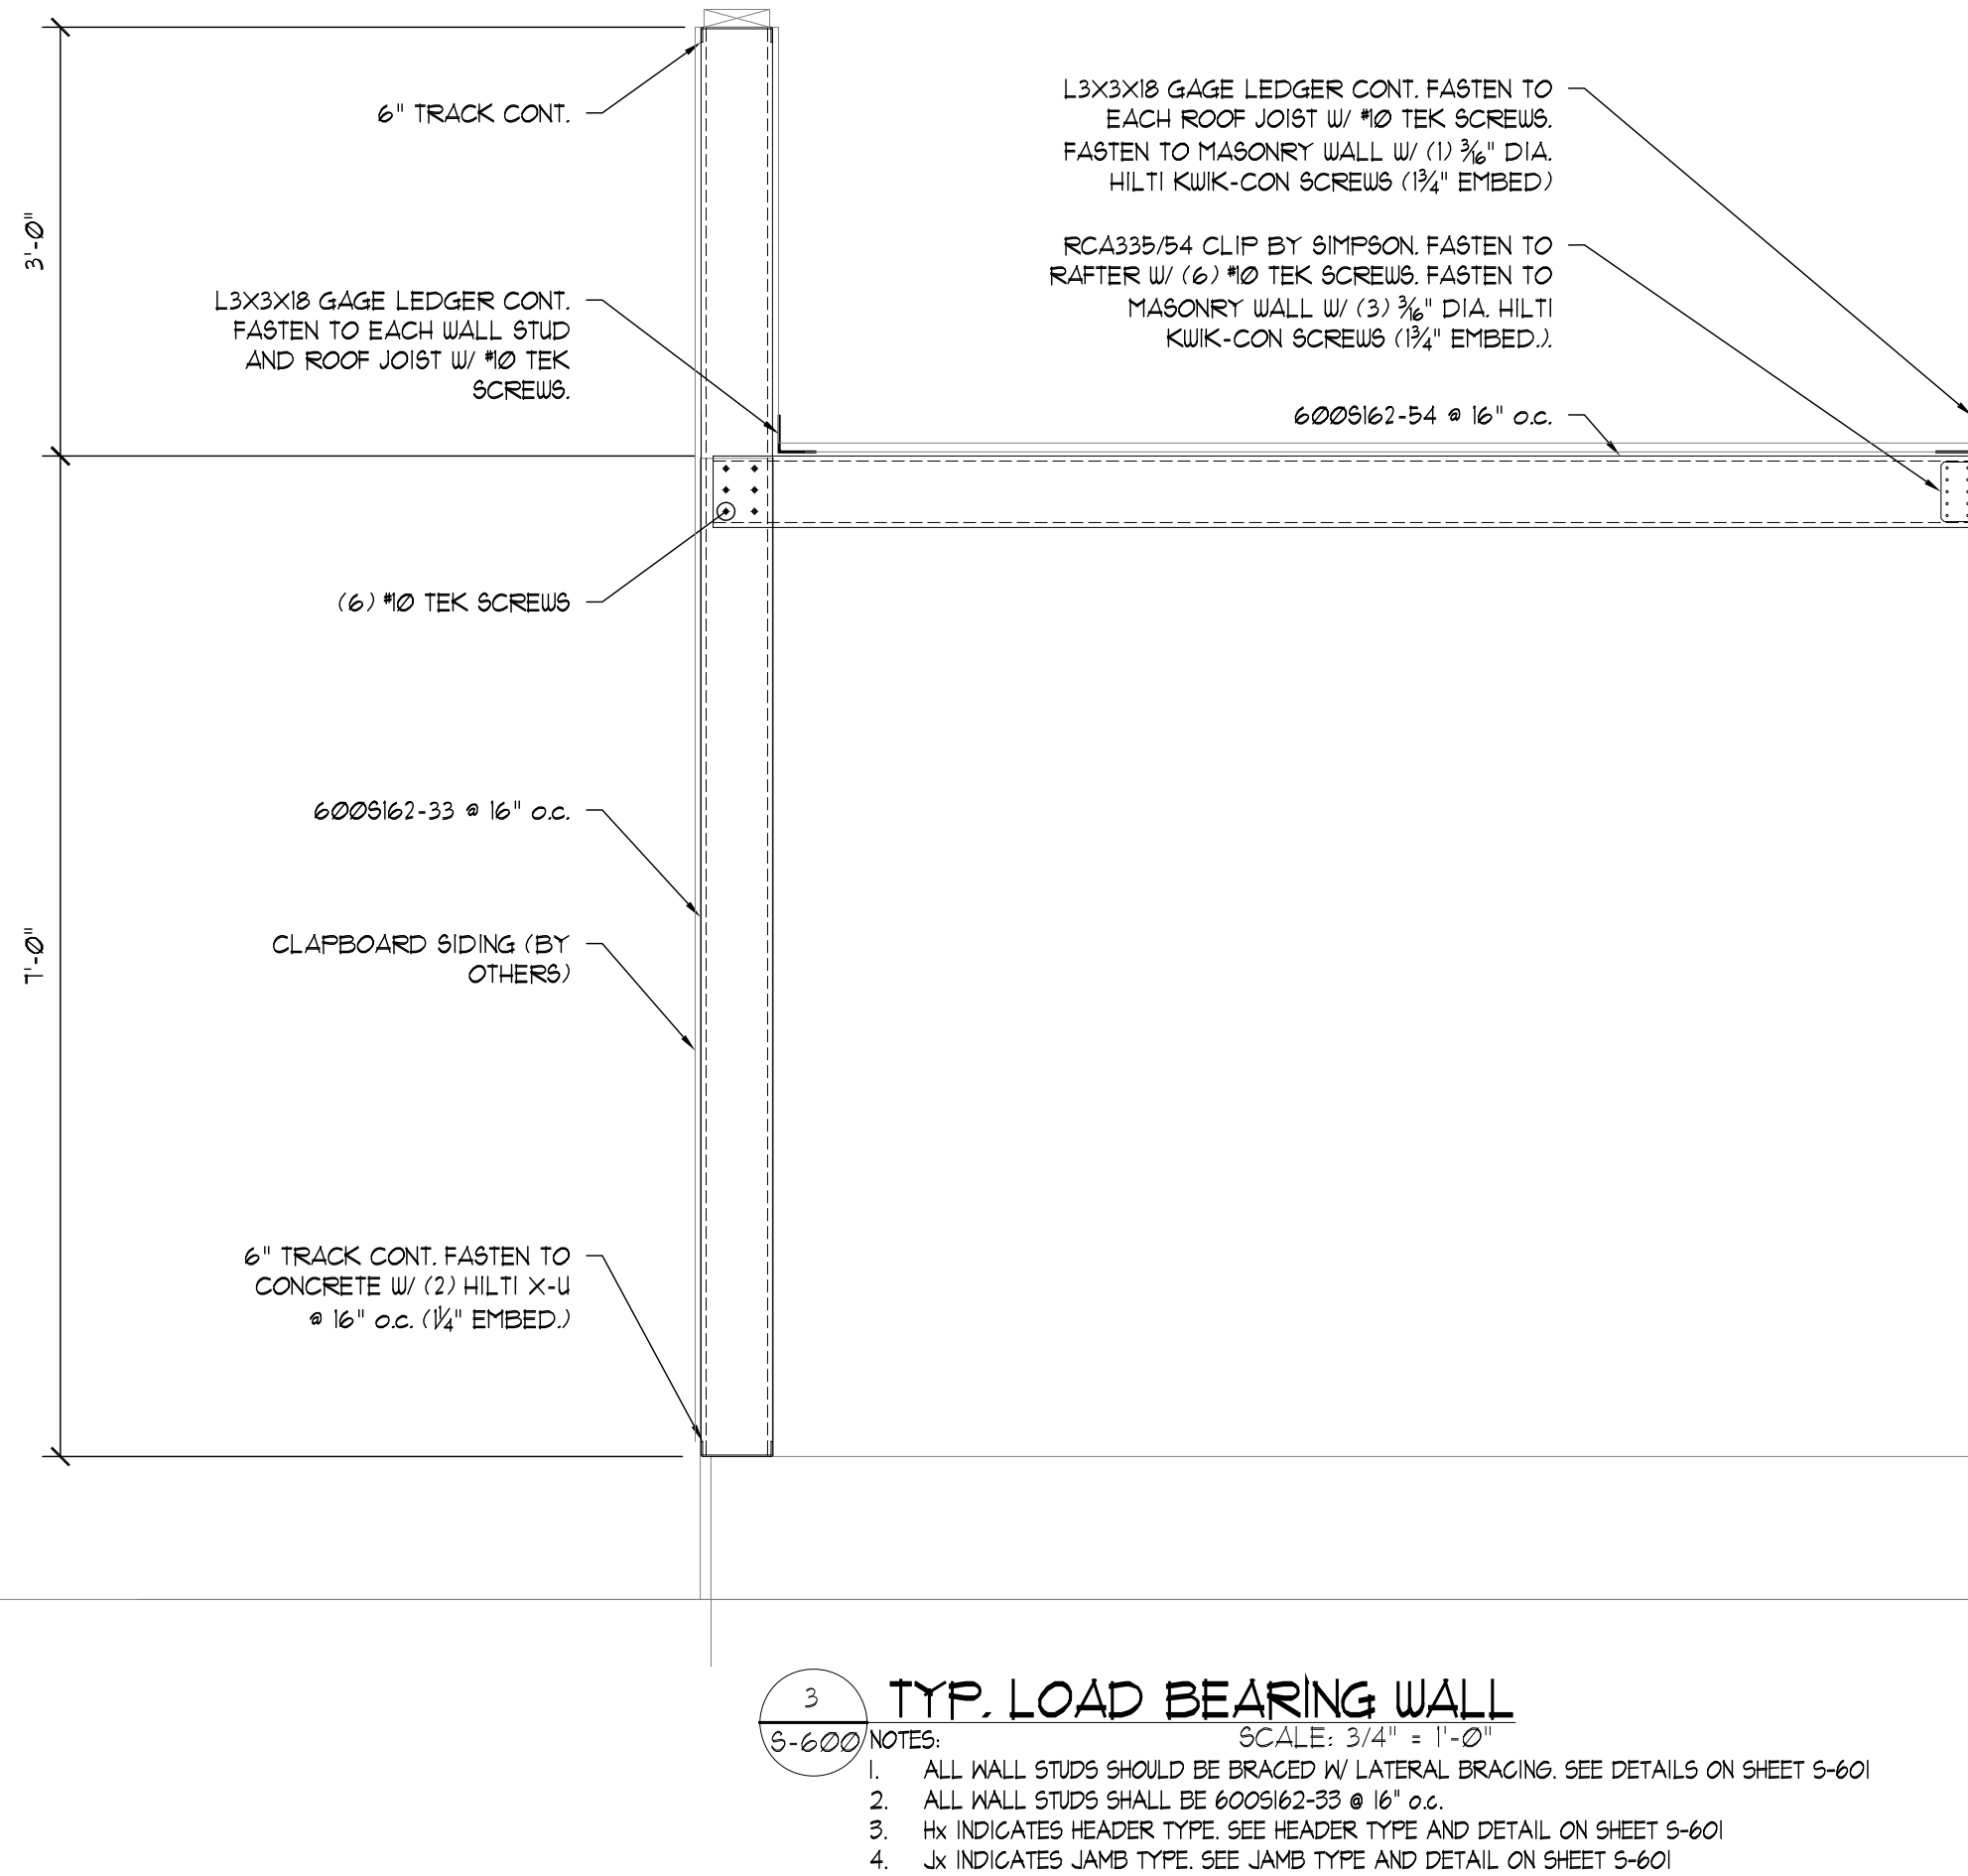 6" TRACK CONT.
3'-0"
L3X3X18 GAGE LEDGER CONT.
FASTEN TO EACH WALL STUD
AND ROOF JOIST W/ #10 TEK
SCREWS.
L3X3X18 GAGE LEDGER CONT. FASTEN TO
EACH ROOF JOIST W/ #10 TEK SCREWS.
FASTEN TO MASONRY WALL W/ (1) 3/16" DIA.
HILTI KWIK-CON SCREWS (1 3/4" EMBED)
RCA335/54 CLIP BY SIMPSON. FASTEN TO
RAFTER W/ (6) #10 TEK SCREWS. FASTEN TO
MASONRY WALL W/ (3) 3/16" DIA. HILTI
KWIK-CON SCREWS (1 3/4" EMBED.).
600S162-54 @ 16" o.c.
(6) #10 TEK SCREWS
600S162-33 @ 16" o.c.
7'-0"
CLAPBOARD SIDING (BY
OTHERS)
6" TRACK CONT. FASTEN TO
CONCRETE W/ (2) HILTI X-U
@ 16" o.c. (1 1/4" EMBED.)
3
S-600
TYP. LOAD BEARING WALL
SCALE: 3/4" = 1'-0"
NOTES:
1. ALL WALL STUDS SHOULD BE BRACED W/ LATERAL BRACING. SEE DETAILS ON SHEET S-601
2. ALL WALL STUDS SHALL BE 600S162-33 @ 16" o.c.
3. Hx INDICATES HEADER TYPE. SEE HEADER TYPE AND DETAIL ON SHEET S-601
4. Jx INDICATES JAMB TYPE. SEE JAMB TYPE AND DETAIL ON SHEET S-601